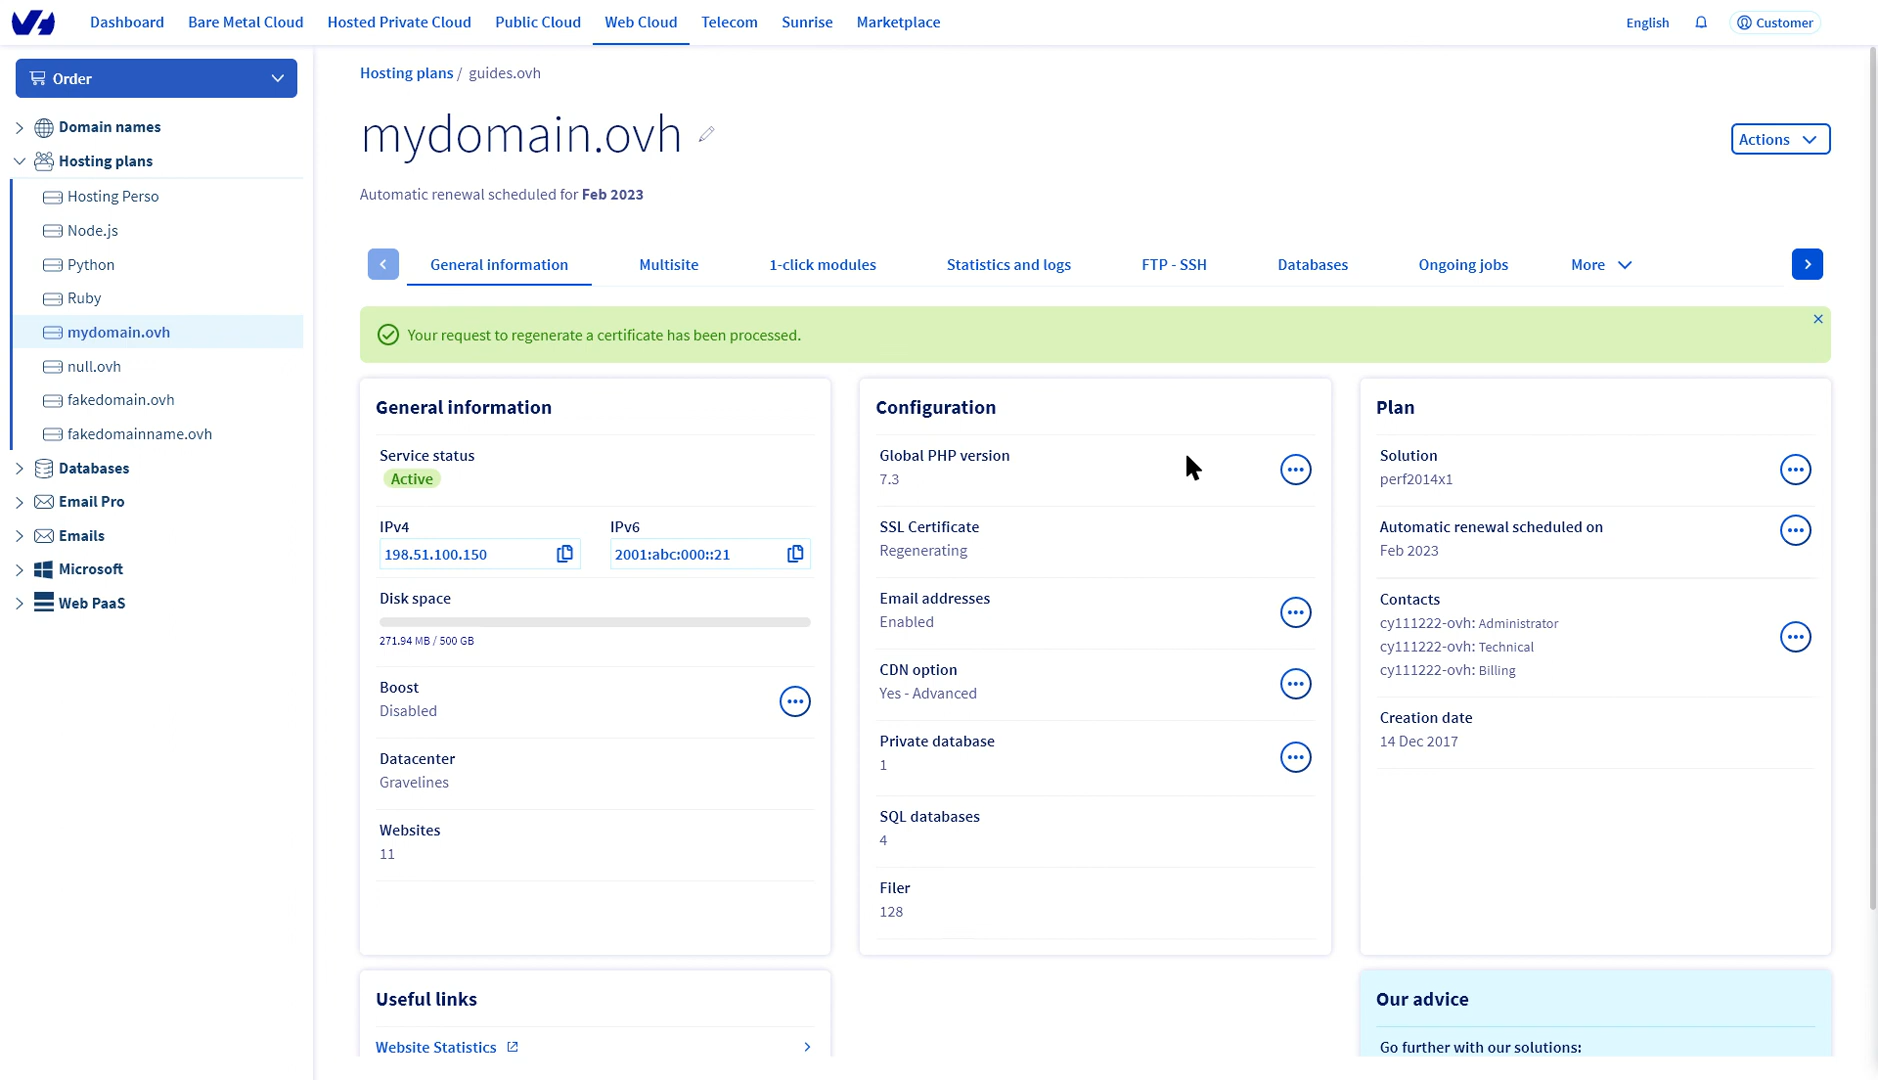 Dashboard
Bare Metal Cloud
Hosted Private Cloud
Public Cloud
Web Cloud
Telecom
Sunrise
Marketplace
English
Customer
Order
Domain names
Hosting plans
Hosting Perso
Node.js
Python
Ruby
mydomain.ovh
null.ovh
fakedomain.ovh
fakedomainname.ovh
Databases
Email Pro
Emails
Microsoft
Web PaaS
Hosting plans / guides.ovh
mydomain.ovh
Actions
Automatic renewal scheduled for Feb 2023
General information
Multisite
1-click modules
Statistics and logs
FTP - SSH
Databases
Ongoing jobs
More
Your request to regenerate a certificate has been processed.
General information
Service status
Active
IPv4
198.51.100.150
IPv6
2001:abc:000::21
Disk space
271.94 MB / 500 GB
Boost
Disabled
Datacenter
Gravelines
Websites
11
Configuration
Global PHP version
7.3
SSL Certificate
Regenerating
Email addresses
Enabled
CDN option
Yes - Advanced
Private database
1
SQL databases
4
Filer
128
Plan
Solution
perf2014x1
Automatic renewal scheduled on
Feb 2023
Contacts
cy111222-ovh: Administrator
cy111222-ovh: Technical
cy111222-ovh: Billing
Creation date
14 Dec 2017
Useful links
Website Statistics
Our advice
Go further with our solutions: